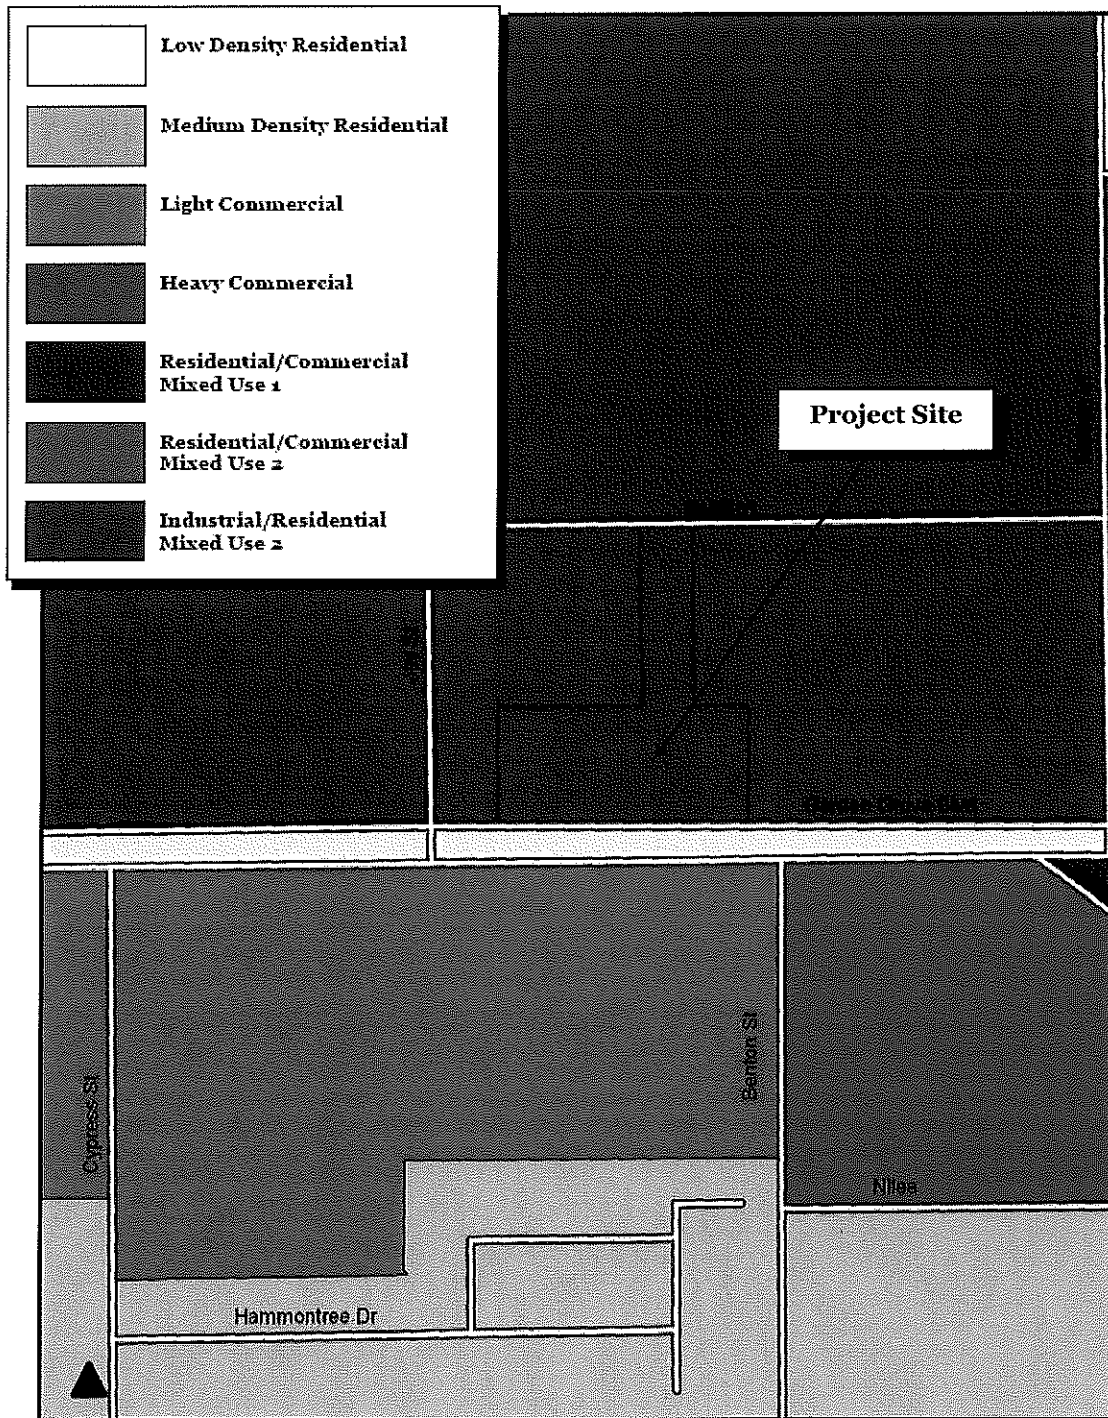 Low Density Residential
Medium Density Residential
Light Commercial
Heavy Commercial
Residential/Commercial
Mixed Use 1
Residential/Commercial
Mixed Use 2
Industrial/Residential
Mixed Use 2
Project Site
Cypress St
Banton St
Niles
Hammontree Dr